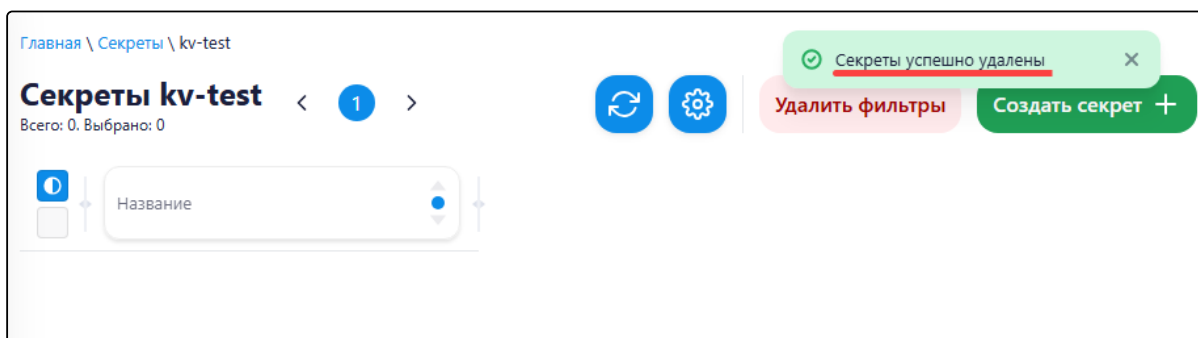 Главная \ Секреты \ kv-test
Секреты успешно удалены
Секреты kv-test
1
Удалить фильтры
Создать секрет
Всего: 0. Выбрано: 0
Название